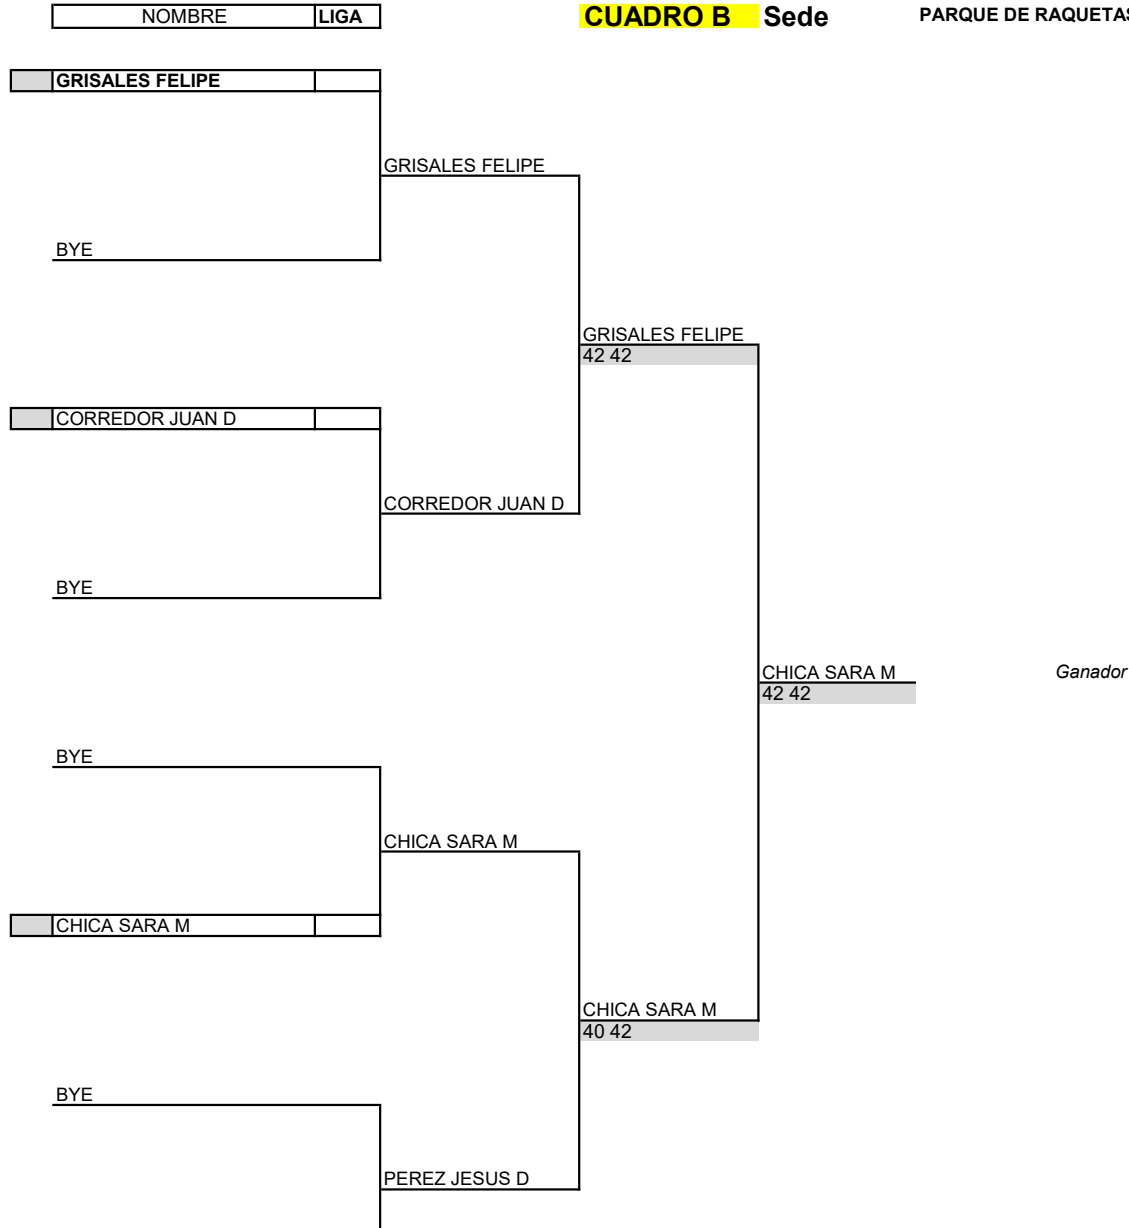 NOMBRE LIGA CUADRO B Sede PARQUE DE RAQUETAS
GRISALES FELIPE
GRISALES FELIPE
BYE
GRISALES FELIPE
42 42
CORREDOR JUAN D
CORREDOR JUAN D
BYE
CHICA SARA M Ganador
42 42
BYE
CHICA SARA M
CHICA SARA M
CHICA SARA M
40 42
BYE
PEREZ JESUS D